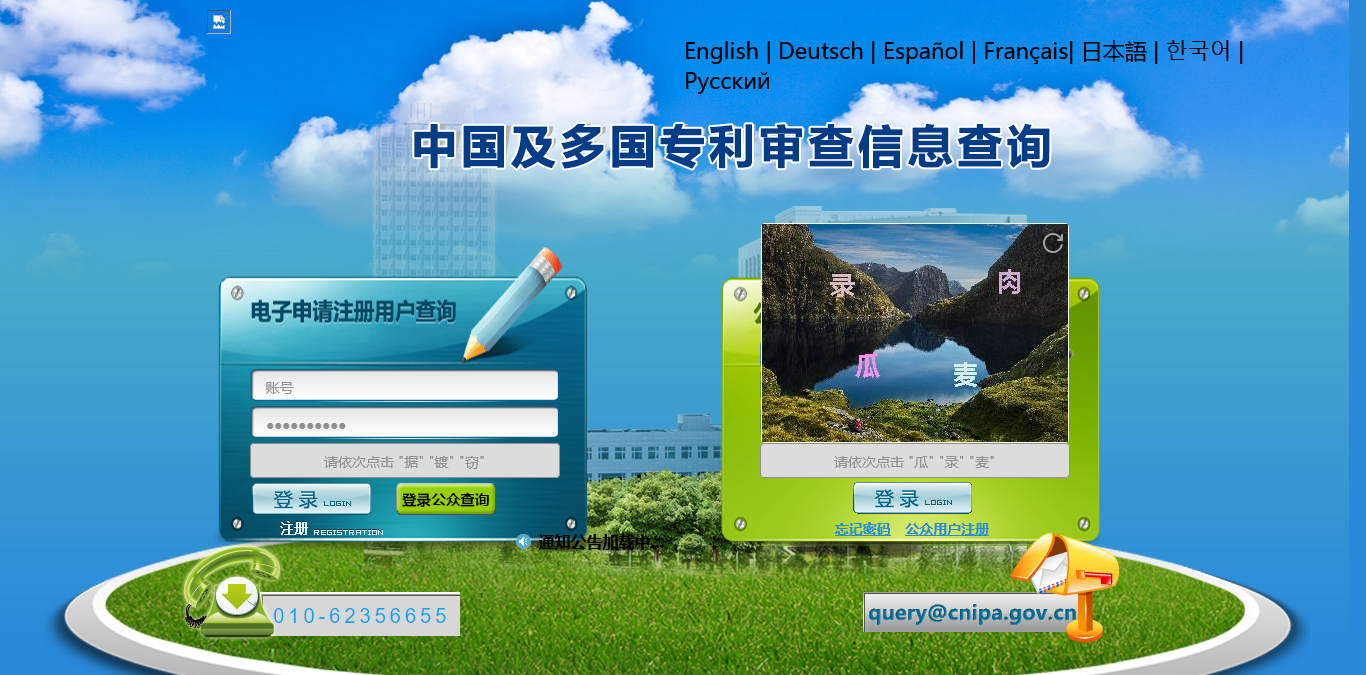 English | Deutsch | Español | Français| 日本語 | 한국어 |
Русский
中国及多国专利审查信息查询
电子申请注册用户查询
账号
请依次点击 "据" "镀" "窃"
登录 LOGIN
登录公众查询
注册 REGISTRATION
录
肉
瓜
麦
请依次点击 "瓜" "录" "麦"
登录 LOGIN
忘记密码 公众用户注册
通知公告加载中...
010-62356655
query@cnipa.gov.cn